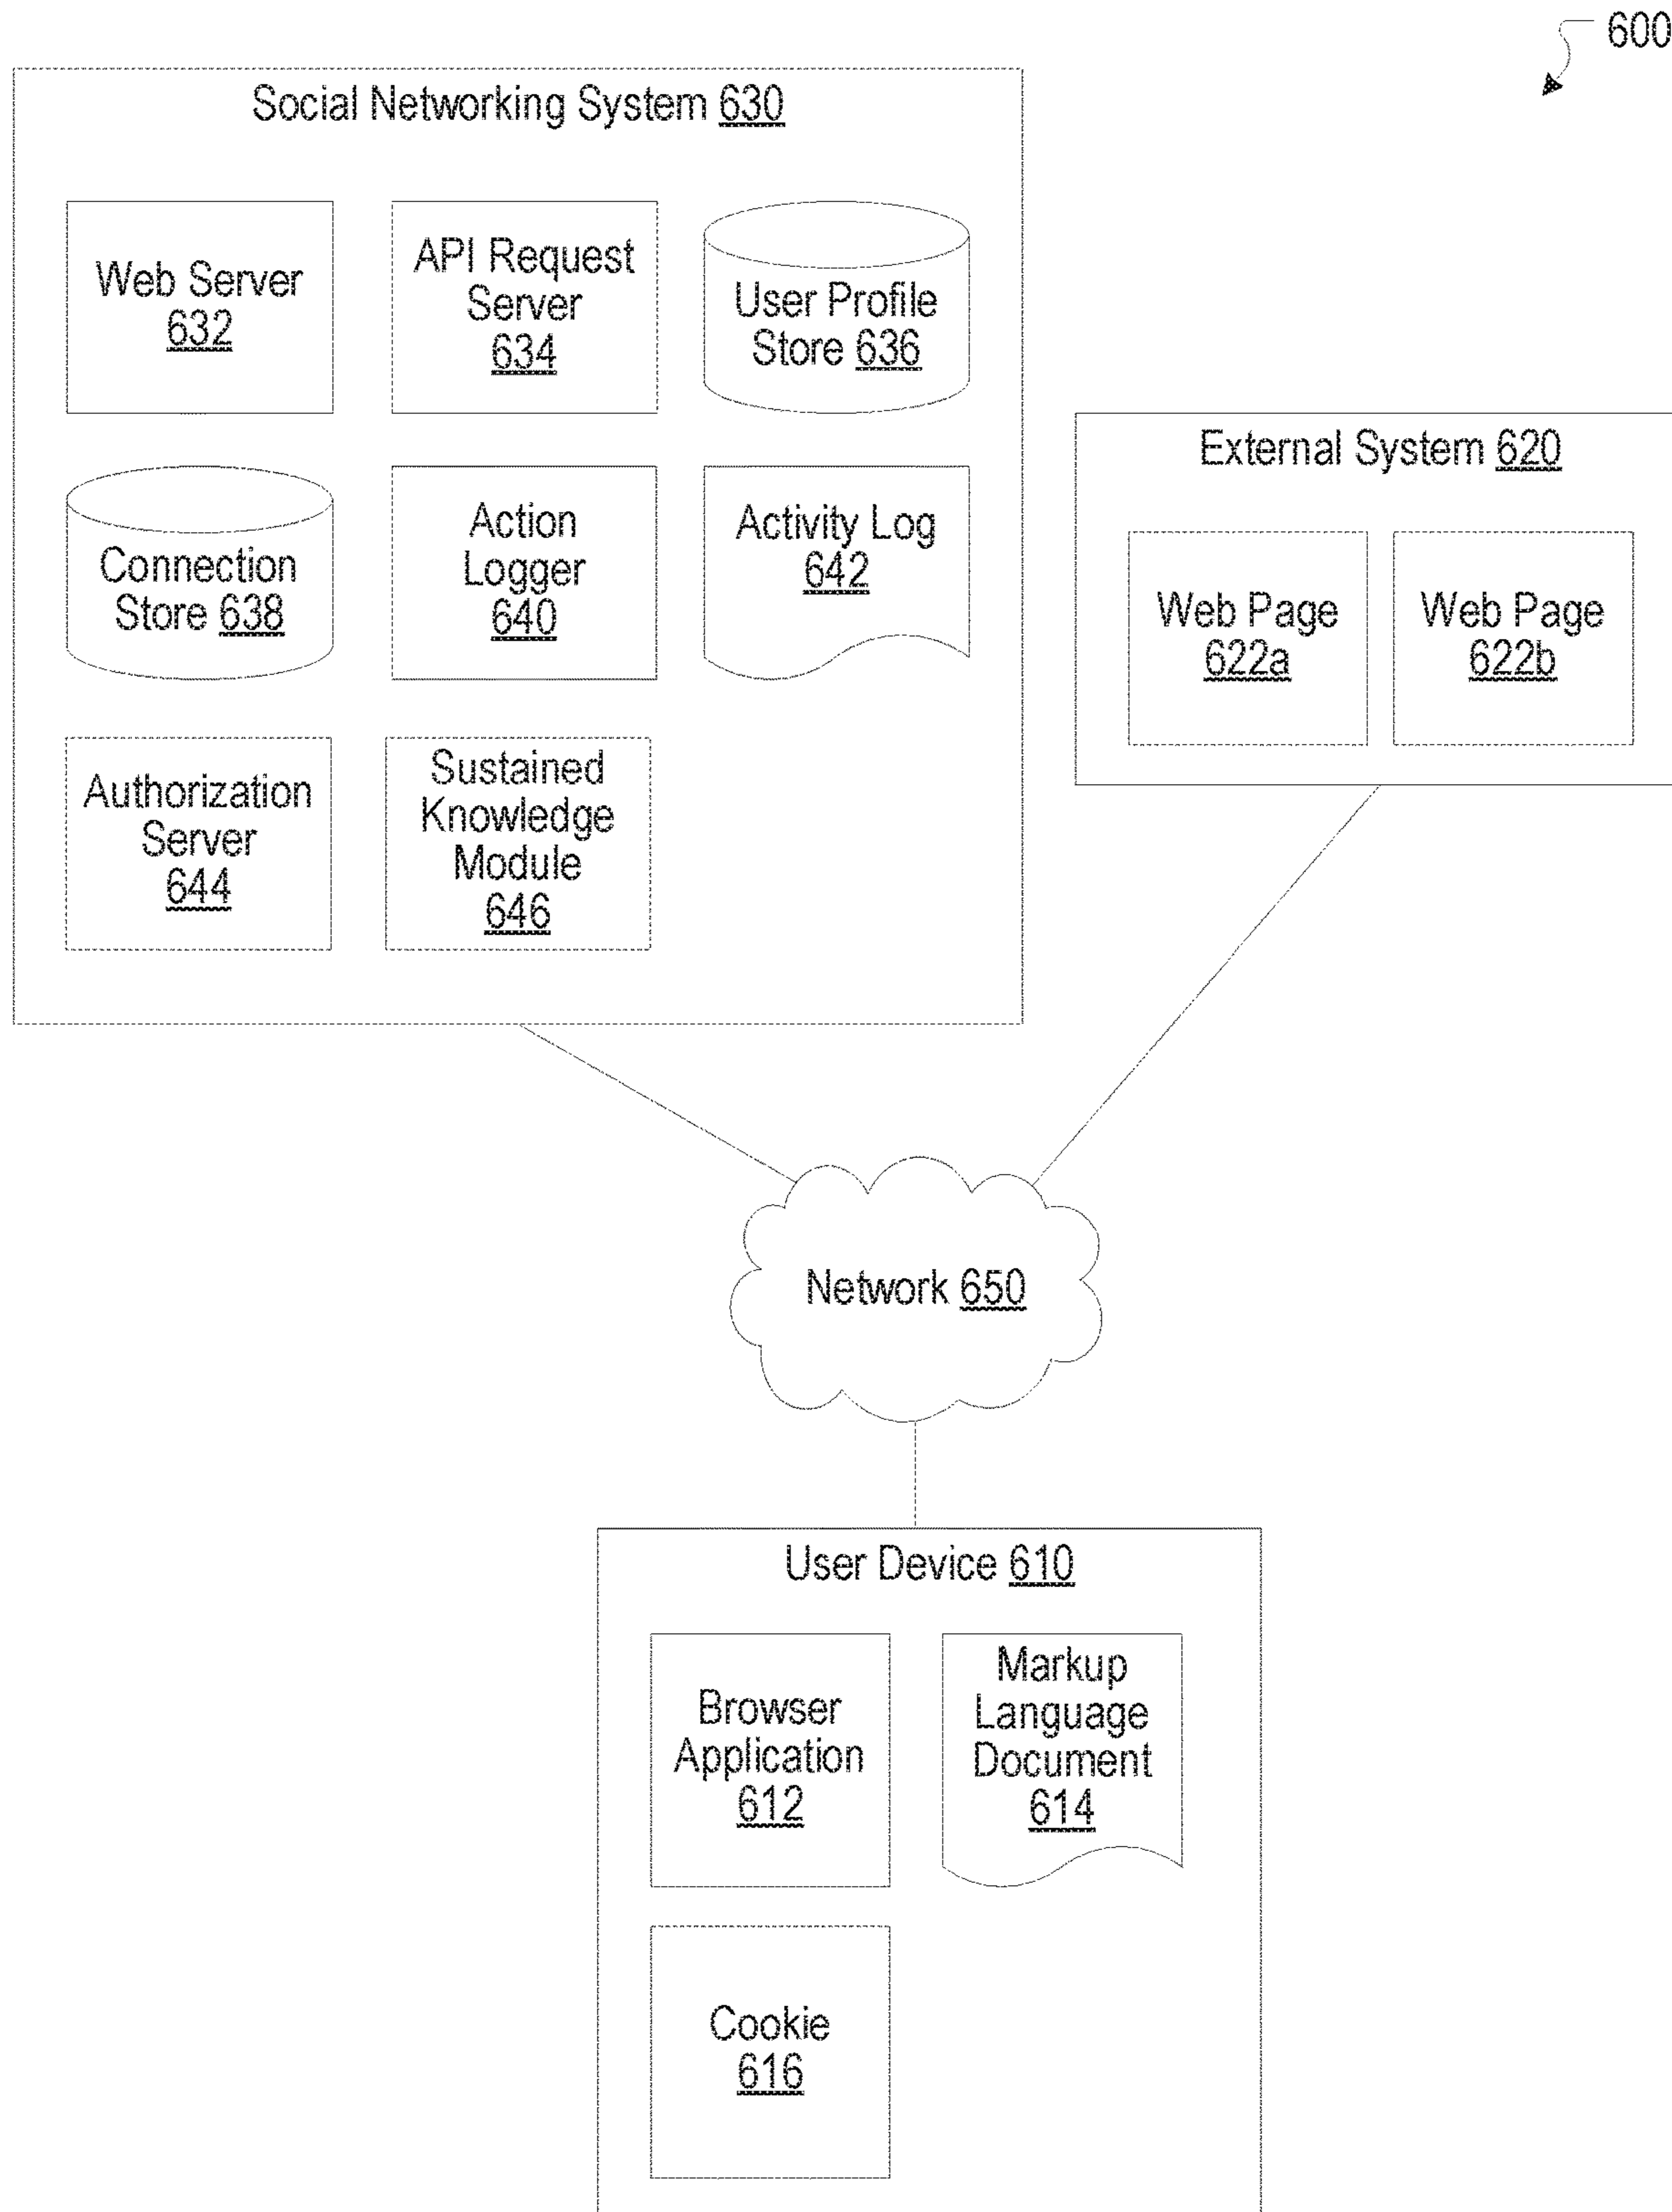 600
Social Networking System 630
Web Server
632
API Request
Server
634
User Profile
Store 636
Connection
Store 638
Action
Logger
640
Activity Log
642
Authorization
Server
644
Sustained
Knowledge
Module
646
External System 620
Web Page
622a
Web Page
622b
Network 650
User Device 610
Browser
Application
612
Markup
Language
Document
614
Cookie
616